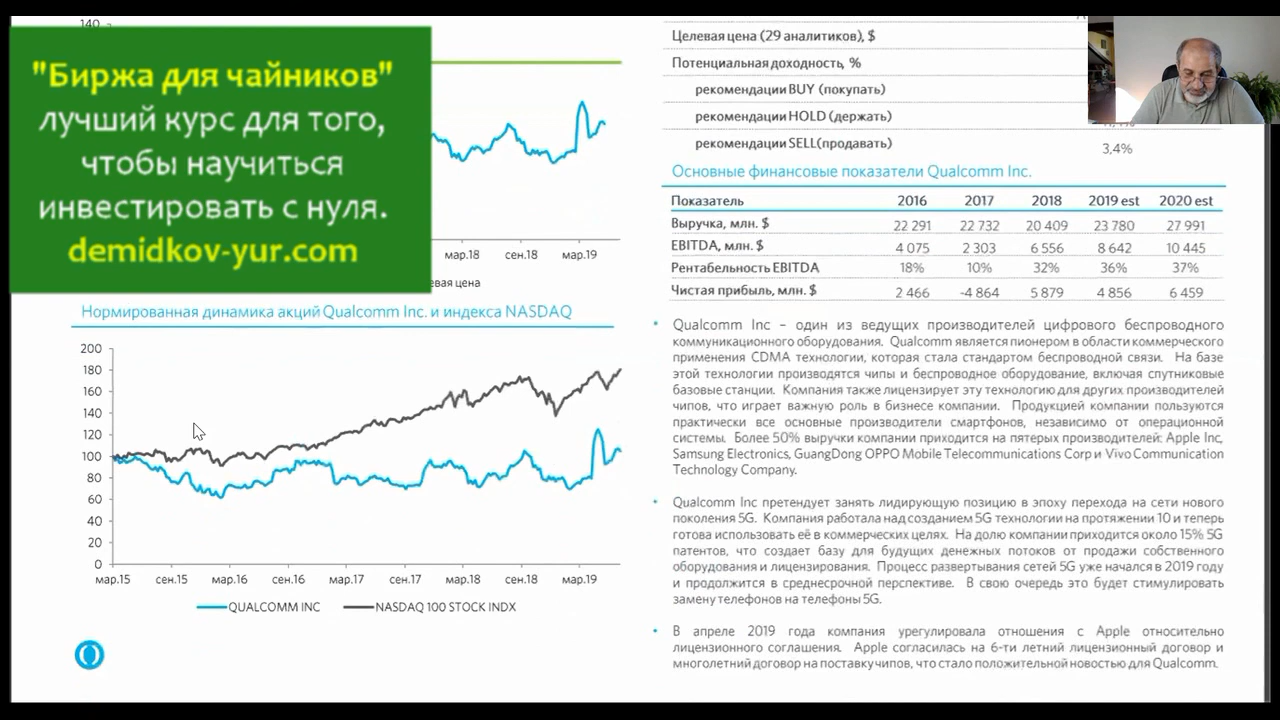 140
"Биржа для чайников"
лучший курс для того,
чтобы научиться
инвестировать с нуля.
demidkov-yur.com
мар.18 сен.18 мар.19
евая цена
Нормированная динамика акций Qualcomm Inc. и индекса NASDAQ
200
180
160
140
120
100
80
60
40
20
0
мар.15 сен.15 мар.16 сен.16 мар.17 сен.17 мар.18 сен.18 мар.19
QUALCOMM INC NASDAQ 100 STOCK INDX
Целевая цена (29 аналитиков), $
Потенциальная доходность, %
рекомендации BUY (покупать)
рекомендации HOLD (держать)
рекомендации SELL(продавать) 3,4%
Основные финансовые показатели Qualcomm Inc.
Показатель 2016 2017 2018 2019 est 2020 est
Выручка, млн. $ 22 291 22 732 20 409 23 780 27 991
EBITDA, млн. $ 4 075 2 303 6 556 8 642 10 445
Рентабельность EBITDA 18% 10% 32% 36% 37%
Чистая прибыль, млн. $ 2 466 -4 864 5 879 4 856 6 459
• Qualcomm Inc – один из ведущих производителей цифрового беспроводного
коммуникационного оборудования. Qualcomm является пионером в области коммерческого
применения CDMA технологии, которая стала стандартом беспроводной связи. На базе
этой технологии производятся чипы и беспроводное оборудование, включая спутниковые
базовые станции. Компания также лицензирует эту технологию для других производителей
чипов, что играет важную роль в бизнесе компании. Продукцией компании пользуются
практически все основные производители смартфонов, независимо от операционной
системы. Более 50% выручки компании приходится на пятерых производителей: Apple Inc,
Samsung Electronics, GuangDong OPPO Mobile Telecommunications Corp и Vivo Communication
Technology Company.
• Qualcomm Inc претендует занять лидирующую позицию в эпоху перехода на сети нового
поколения 5G. Компания работала над созданием 5G технологии на протяжении 10 и теперь
готова использовать её в коммерческих целях. На долю компании приходится около 15% 5G
патентов, что создает базу для будущих денежных потоков от продажи собственного
оборудования и лицензирования. Процесс развертывания сетей 5G уже начался в 2019 году
и продолжится в среднесрочной перспективе. В свою очередь это будет стимулировать
замену телефонов на телефоны 5G.
• В апреле 2019 года компания урегулировала отношения с Apple относительно
лицензионного соглашения. Apple согласилась на 6-ти летний лицензионный договор и
многолетний договор на поставку чипов, что стало положительной новостью для Qualcomm.